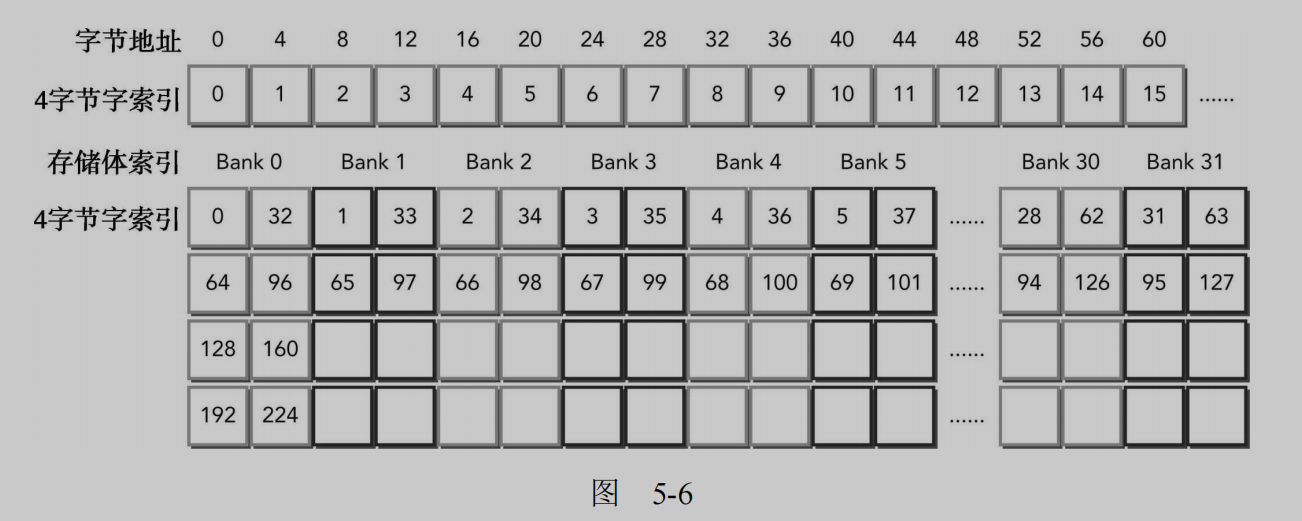 字节地址 0 4 8 12 16 20 24 28 32 36 40 44 48 52 56 60
4字节字索引 0 1 2 3 4 5 6 7 8 9 10 11 12 13 14 15 ......
存储体索引 Bank 0 Bank 1 Bank 2 Bank 3 Bank 4 Bank 5 Bank 30 Bank 31
4字节字索引 0 32 1 33 2 34 3 35 4 36 5 37 ...... 28 62 31 63
64 96 65 97 66 98 67 99 68 100 69 101 ...... 94 126 95 127
128 160 ......
192 224 ......
图 5-6